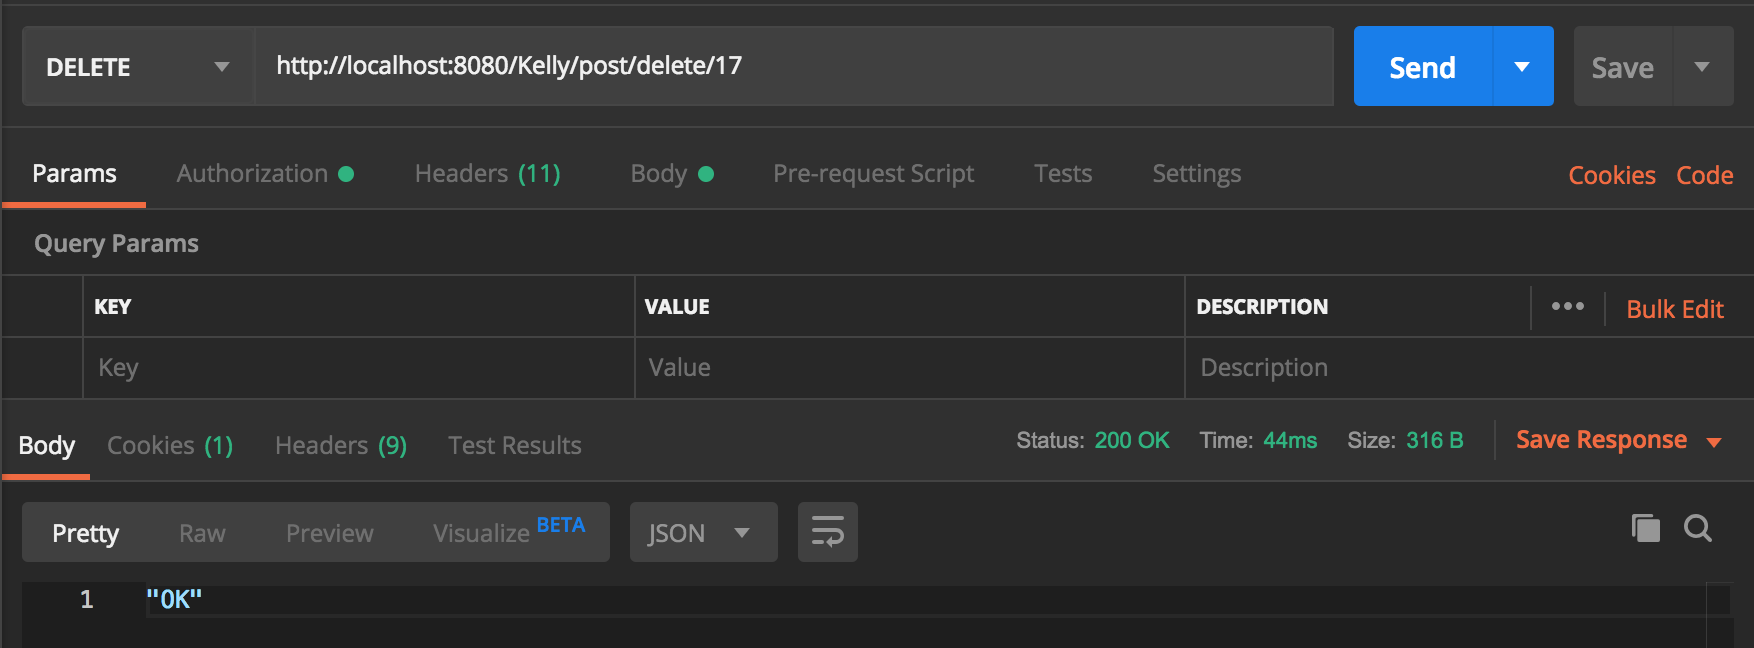 DELETE http://localhost:8080/Kelly/post/delete/17 Send Save
Params Authorization Headers (11) Body Pre-request Script Tests Settings Cookies Code
Query Params
KEY VALUE DESCRIPTION ••• Bulk Edit
Key Value Description
Body Cookies (1) Headers (9) Test Results Status: 200 OK Time: 44ms Size: 316 B Save Response
Pretty Raw Preview Visualize BETA JSON
1 "OK"